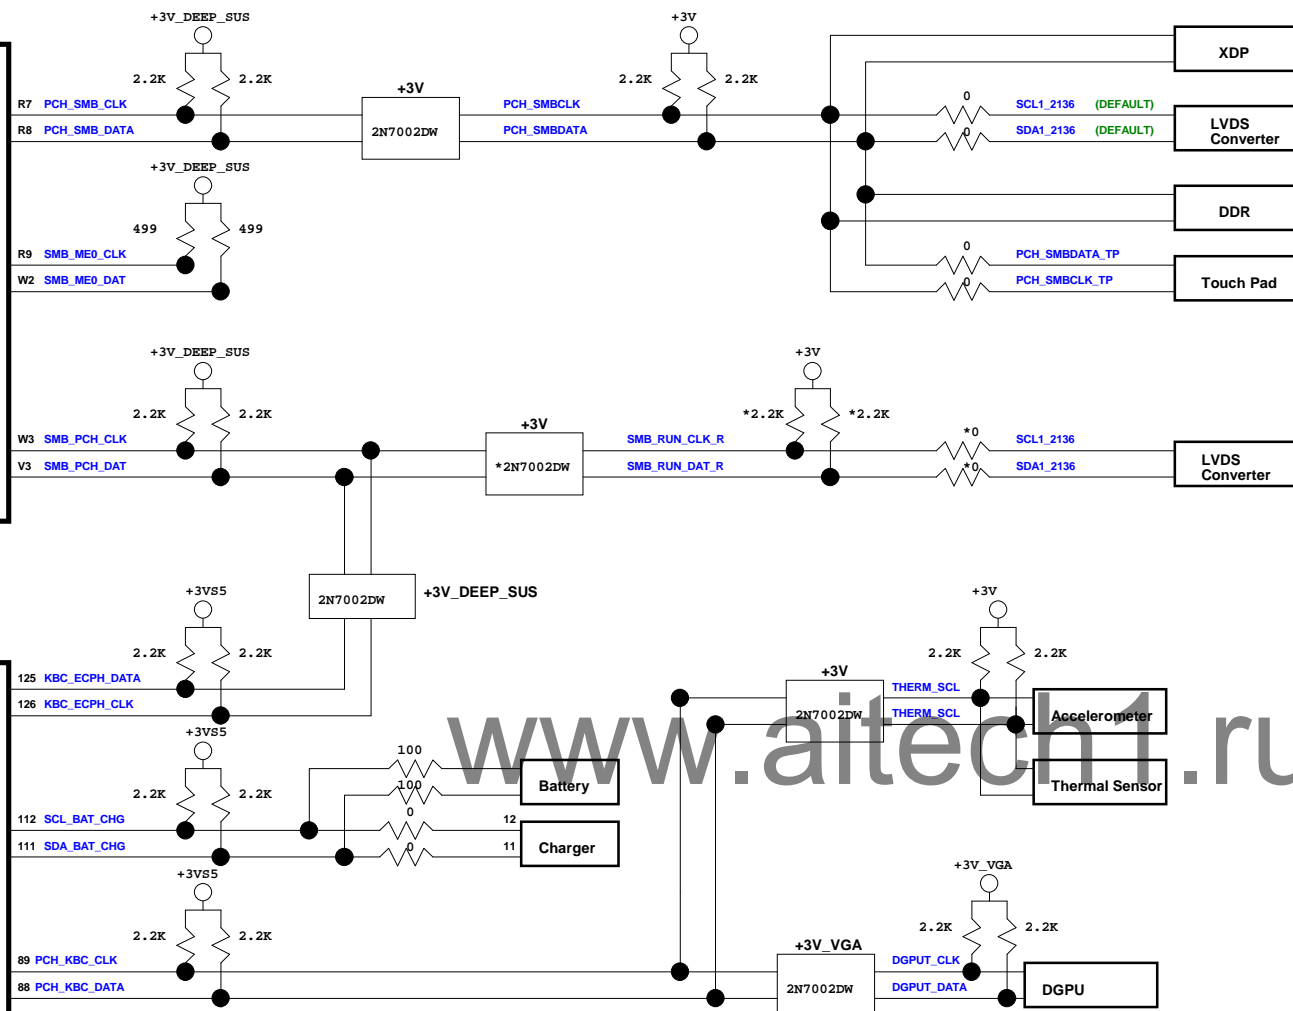 +3V_DEEP_SUS
+3V
2.2K 2.2K 2.2K 2.2K XDP
+3V
R7 PCH_SMB_CLK PCH_SMBCLK 0 SCL1_2136 (DEFAULT)
R8 PCH_SMB_DATA 2N7002DW PCH_SMBDATA 0 SDA1_2136 (DEFAULT)
LVDS
Converter
+3V_DEEP_SUS
499 499 DDR
R9 SMB_ME0_CLK 0 PCH_SMBDATA_TP
W2 SMB_ME0_DAT 0 PCH_SMBCLK_TP
Touch Pad
+3V_DEEP_SUS +3V
2.2K 2.2K *2.2K *2.2K
+3V
W3 SMB_PCH_CLK SMB_RUN_CLK_R *0 SCL1_2136
V3 SMB_PCH_DAT *2N7002DW SMB_RUN_DAT_R *0 SDA1_2136
LVDS
Converter
+3VS5 2N7002DW +3V_DEEP_SUS +3V
2.2K 2.2K 2.2K 2.2K
125 KBC_ECPH_DATA +3V THERM_SCL
126 KBC_ECPH_CLK 2N7002DW THERM_SCL Accelerometer
www.aitech1.ru
+3VS5
2.2K 2.2K 100 100 Battery Thermal Sensor
112 SCL_BAT_CHG 0 12
111 SDA_BAT_CHG 0 11 Charger
+3VS5 +3V_VGA
2.2K 2.2K 2.2K 2.2K
+3V_VGA
89 PCH_KBC_CLK DGPUT_CLK
88 PCH_KBC_DATA 2N7002DW DGPUT_DATA DGPU